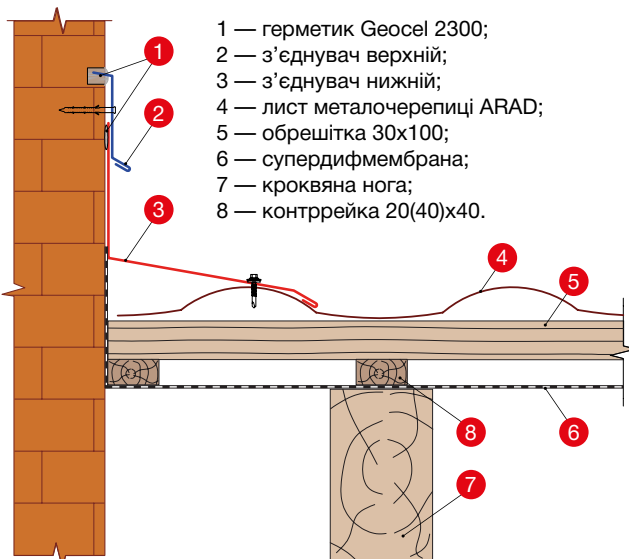 1 — герметик Geocel 2300;
2 — з’єднувач верхній;
3 — з’єднувач нижній;
4 — лист металочерепиці ARAD;
5 — обрешітка 30х100;
6 — супердифмембрана;
7 — кроквяна нога;
8 — контррейка 20(40)х40.
1
2
3
4
5
8
6
7